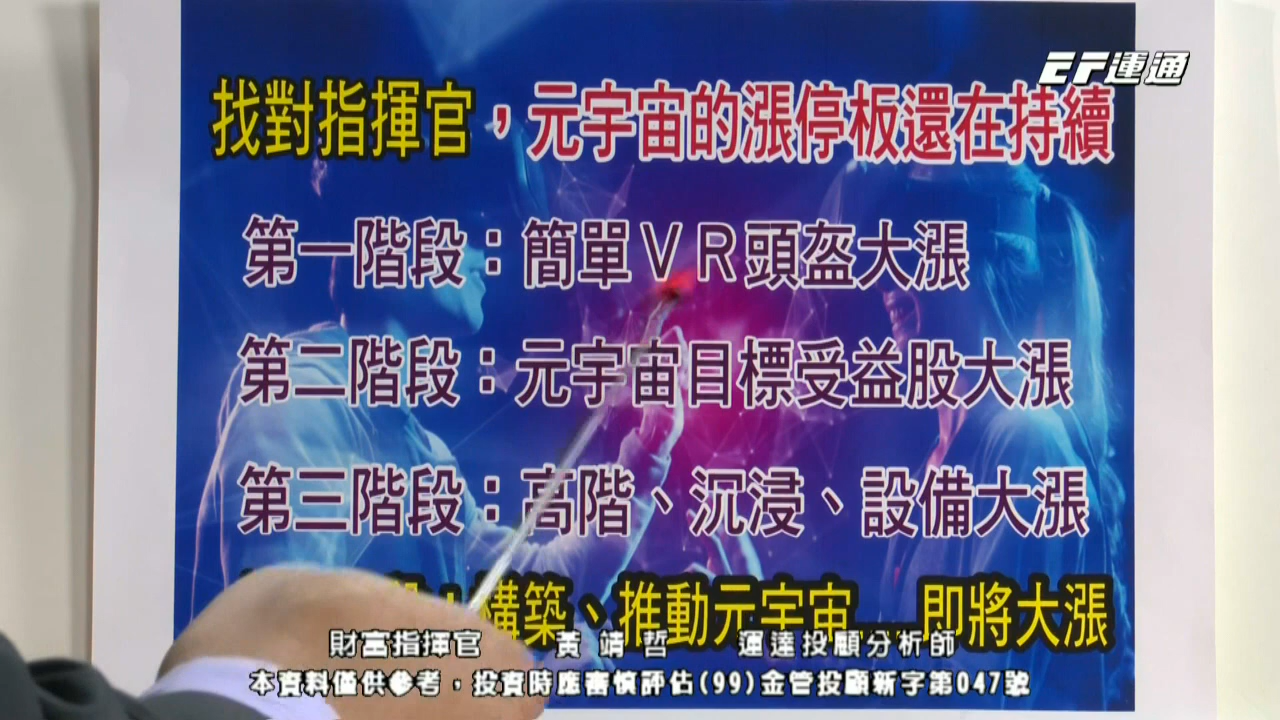 EF運通
找對指揮官，元宇宙的漲停板還在持續
第一階段：簡單ＶＲ頭盔大漲
第二階段：元宇宙目標受益股大漲
第三階段：高階、沉浸、設備大漲
段：構築、推動元宇宙...即將大漲
財富指揮官 黃靖哲 運達投顧分析師
本資料僅供參考，投資時應審慎評估(99)金管投顧新字第047號